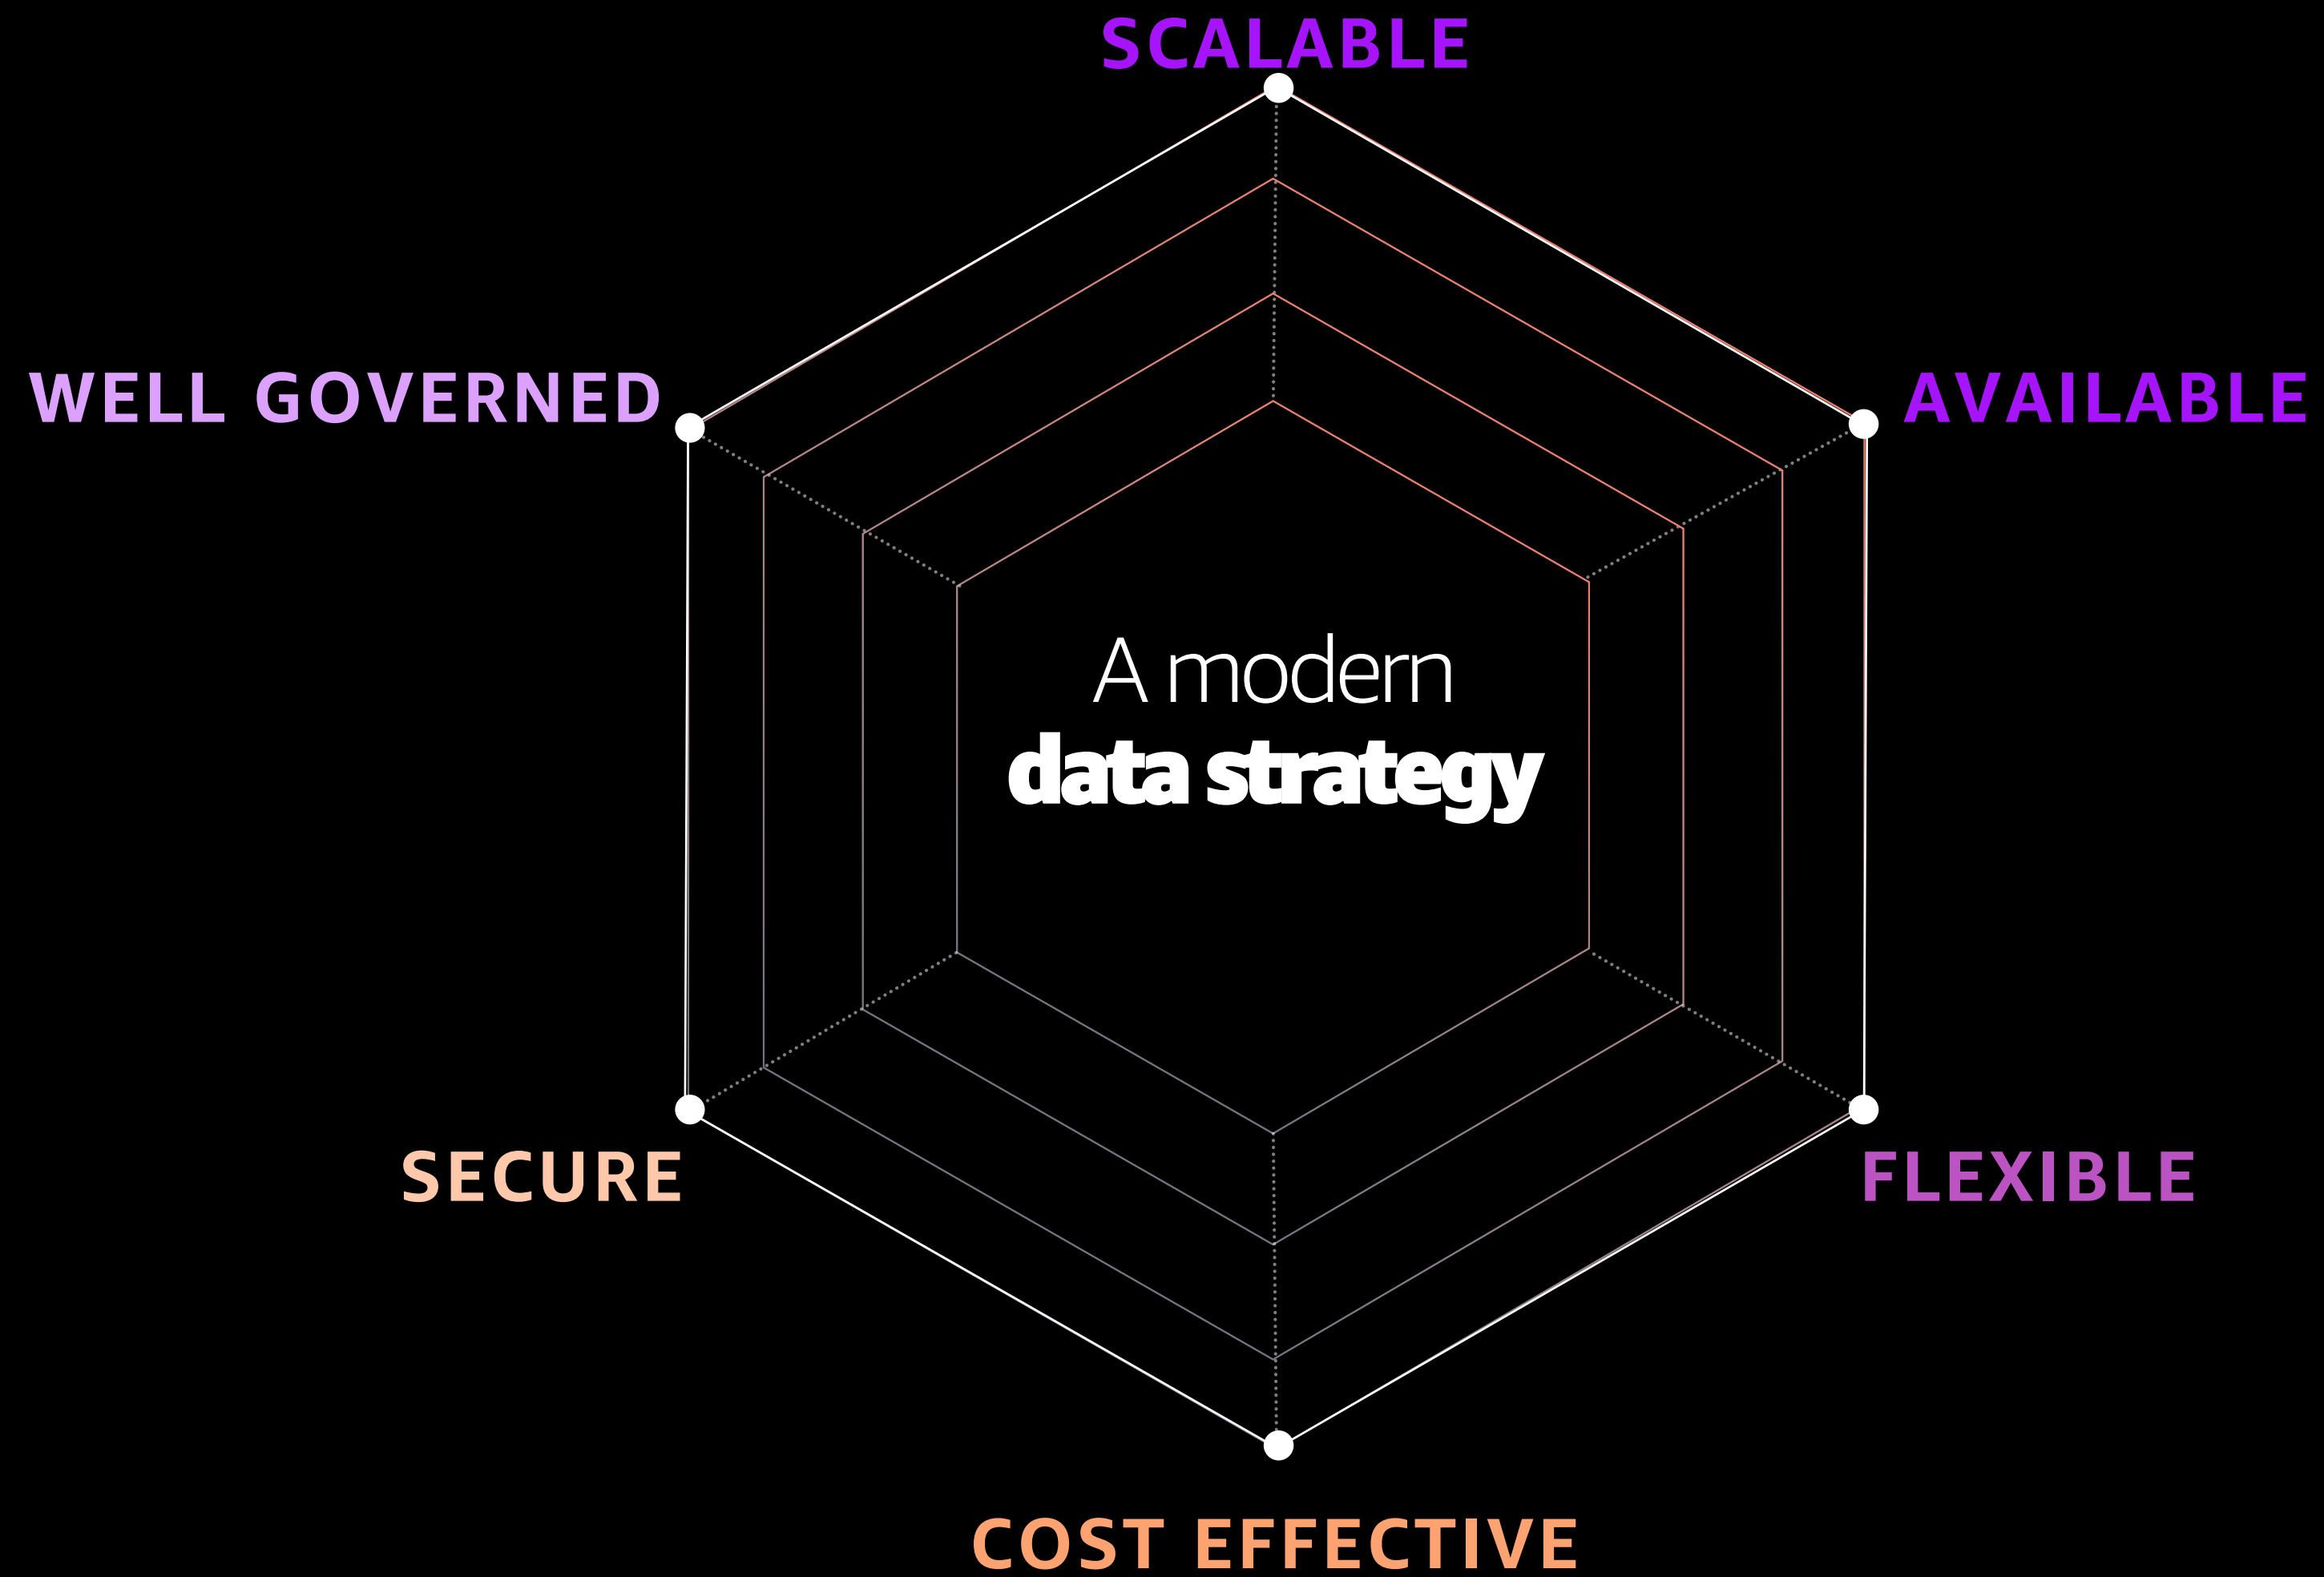 SCALABLE
WELL GOVERNED
AVAILABLE
A modern
data strategy
SECURE
FLEXIBLE
COST EFFECTIVE